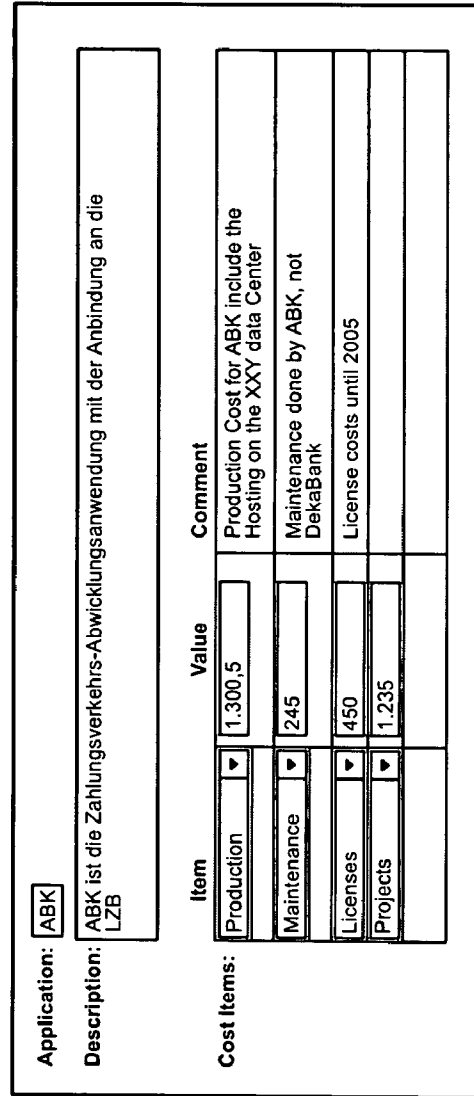 Application: ABK
Description: ABK ist die Zahlungsverkehrs-Abwicklungsanwendung mit der Anbindung an die
LZB
Cost Items:
Item Value Comment
Production 1.300,5 Production Cost for ABK include the
Hosting on the XXY data Center
Maintenance 245 Maintenance done by ABK, not
DekaBank
Licenses 450 License costs until 2005
Projects 1.235